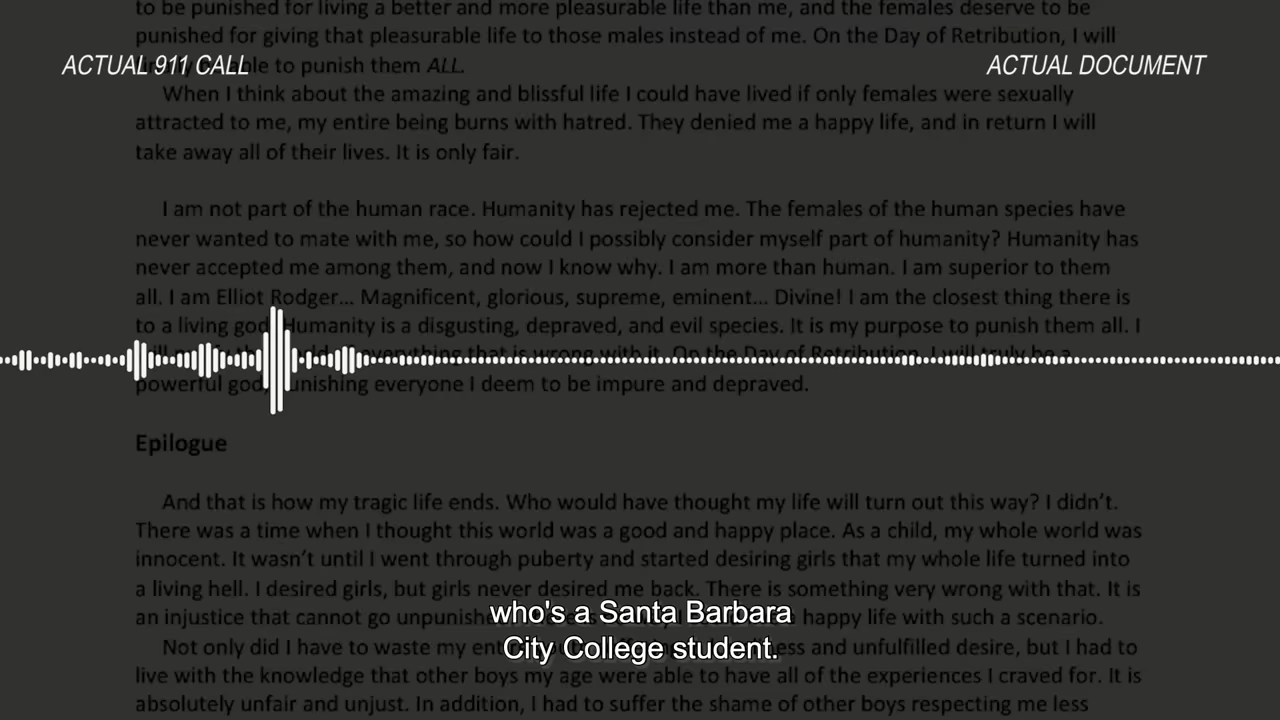 to be punished for living a better and more pleasurable life than me, and the females deserve to be
punished for giving that pleasurable life to those males instead of me. On the Day of Retribution, I will
ACTUAL 911 CALL
ACTUAL DOCUMENT
able to punish them ALL.
When I think about the amazing and blissful life I could have lived if only females were sexually
attracted to me, my entire being burns with hatred. They denied me a happy life, and in return I will
take away all of their lives. It is only fair.
I am not part of the human race. Humanity has rejected me. The females of the human species have
never wanted to mate with me, so how could I possibly consider myself part of humanity? Humanity has
never accepted me among them, and now I know why. I am more than human. I am superior to them
all. I am Elliot Rodger... Magnificent, glorious, supreme, eminent... Divine! I am the closest thing there is
to a living god. Humanity is a disgusting, depraved, and evil species. It is my purpose to punish them all. I
of everything that is wrong with it. On the Day of Retribution, I will truly be a
powerful god, punishing everyone I deem to be impure and depraved.
Epilogue
And that is how my tragic life ends. Who would have thought my life will turn out this way? I didn't.
There was a time when I thought this world was a good and happy place. As a child, my whole world was
innocent. It wasn't until I went through puberty and started desiring girls that my whole life turned into
a living hell. I desired girls, but girls never desired me back. There is something very wrong with that. It is
an injustice that cannot go unpunished happy life with such a scenario.
who's a Santa Barbara
City College student.
Not only did I have to waste my and unfulfilled desire, but I had to
live with the knowledge that other boys my age were able to have all of the experiences I craved for. It is
absolutely unfair and unjust. In addition, I had to suffer the shame of other boys respecting me less